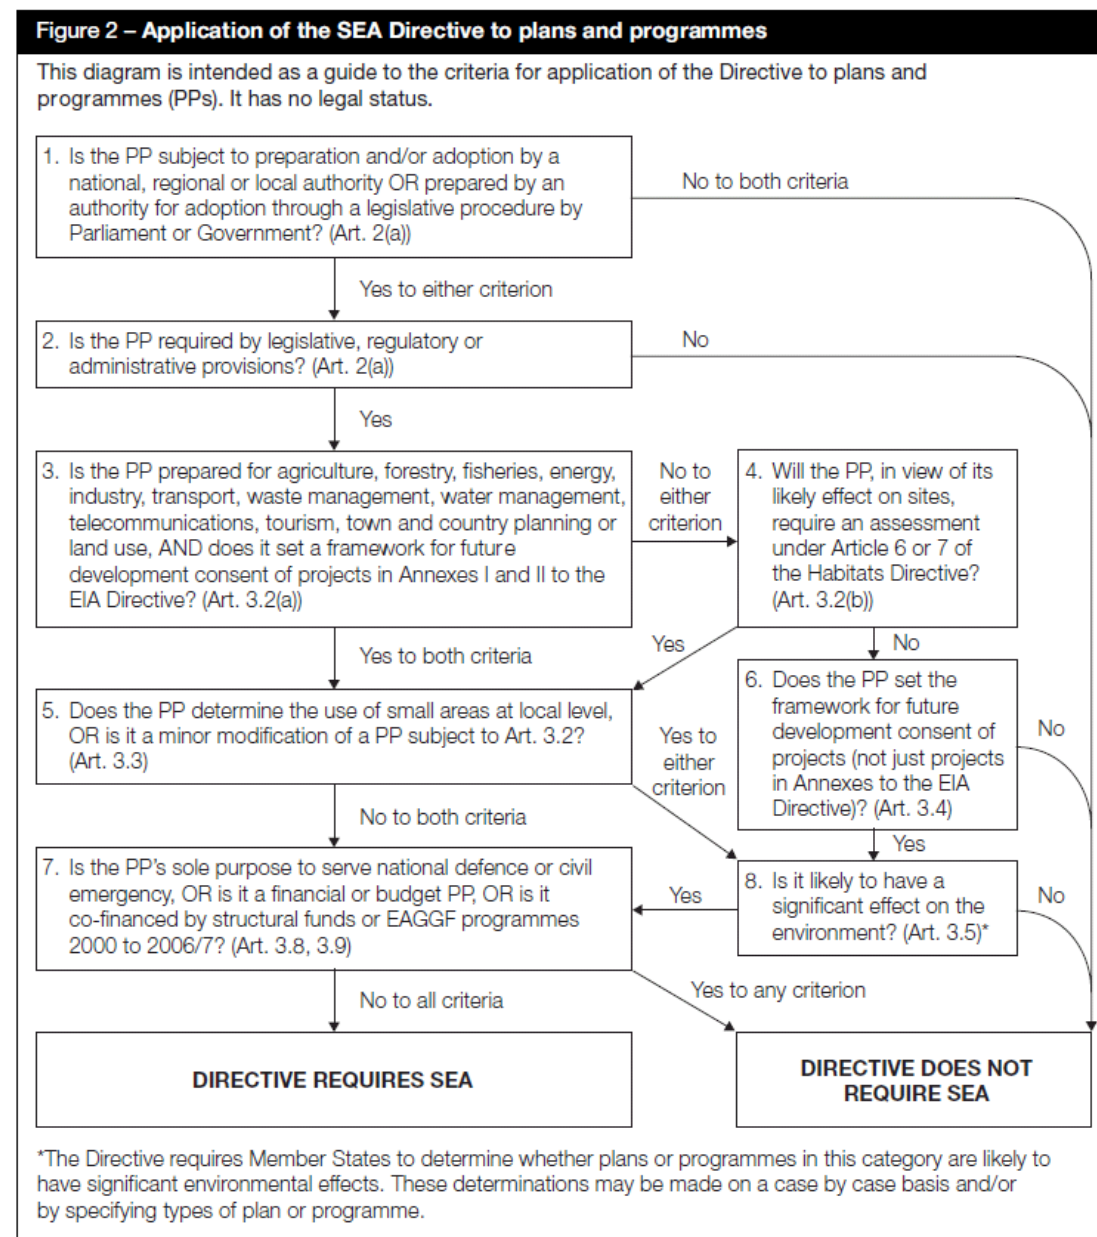 Figure 2 – Application of the SEA Directive to plans and programmes
This diagram is intended as a guide to the criteria for application of the Directive to plans and
programmes (PPs). It has no legal status.
1. Is the PP subject to preparation and/or adoption by a
national, regional or local authority OR prepared by an
authority for adoption through a legislative procedure by
Parliament or Government? (Art. 2(a))
No to both criteria
Yes to either criterion
2. Is the PP required by legislative, regulatory or
administrative provisions? (Art. 2(a))
No
Yes
3. Is the PP prepared for agriculture, forestry, fisheries, energy,
industry, transport, waste management, water management,
telecommunications, tourism, town and country planning or
land use, AND does it set a framework for future
development consent of projects in Annexes I and II to the
EIA Directive? (Art. 3.2(a))
No to
either
criterion
4. Will the PP, in view of its
likely effect on sites,
require an assessment
under Article 6 or 7 of
the Habitats Directive?
(Art. 3.2(b))
Yes to both criteria
Yes
No
5. Does the PP determine the use of small areas at local level,
OR is it a minor modification of a PP subject to Art. 3.2?
(Art. 3.3)
Yes to
either
criterion
6. Does the PP set the
framework for future
development consent of
projects (not just projects
in Annexes to the EIA
Directive)? (Art. 3.4)
No
No to both criteria
Yes
7. Is the PP's sole purpose to serve national defence or civil
emergency, OR is it a financial or budget PP, OR is it
co-financed by structural funds or EAGGF programmes
2000 to 2006/7? (Art. 3.8, 3.9)
Yes
8. Is it likely to have a
significant effect on the
environment? (Art. 3.5)*
No
No to all criteria
Yes to any criterion
DIRECTIVE REQUIRES SEA
DIRECTIVE DOES NOT
REQUIRE SEA
*The Directive requires Member States to determine whether plans or programmes in this category are likely to
have significant environmental effects. These determinations may be made on a case by case basis and/or
by specifying types of plan or programme.